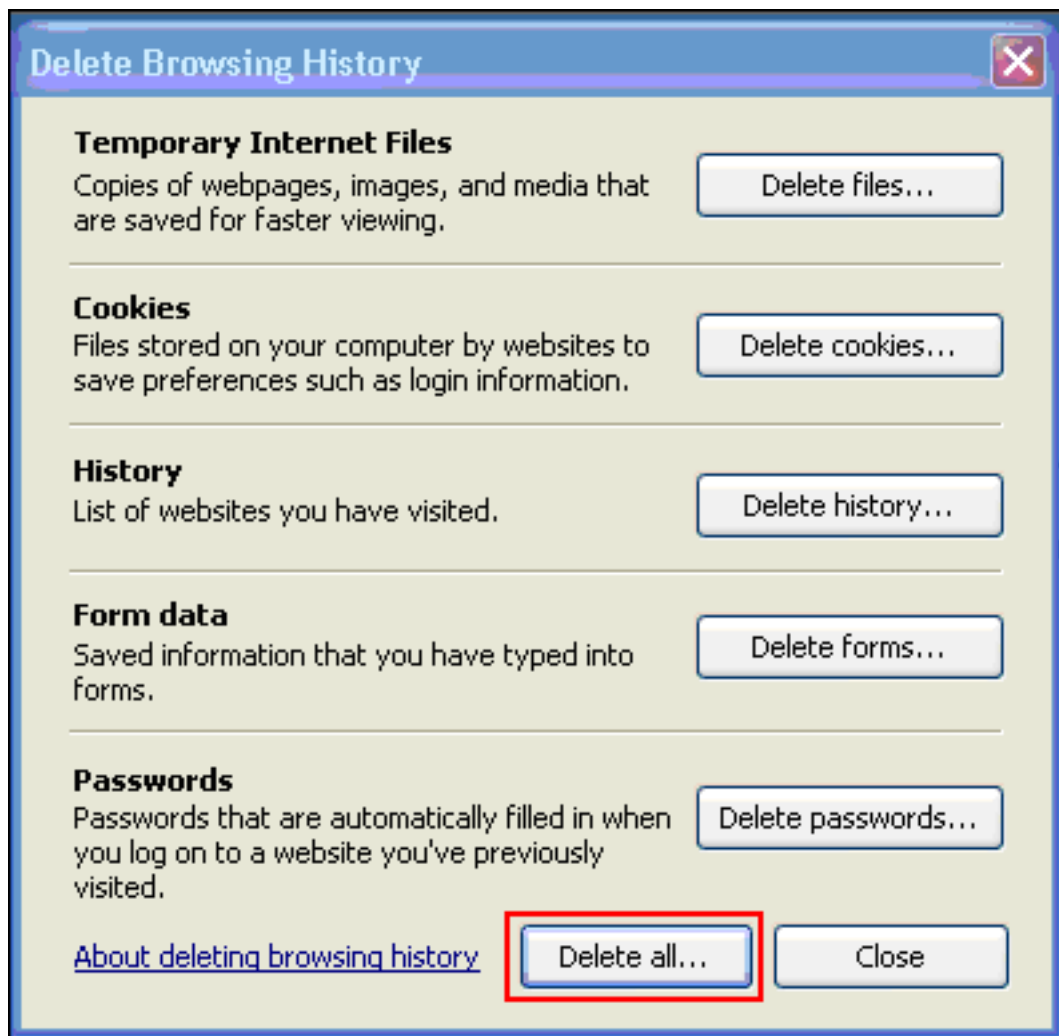 Delete Browsing History
Temporary Internet Files
Copies of webpages, images, and media that
are saved for faster viewing.
Delete files...
Cookies
Files stored on your computer by websites to
save preferences such as login information.
Delete cookies...
History
List of websites you have visited.
Delete history...
Form data
Saved information that you have typed into
forms.
Delete forms...
Passwords
Passwords that are automatically filled in when
you log on to a website you've previously
visited.
Delete passwords...
About deleting browsing history
Delete all...
Close